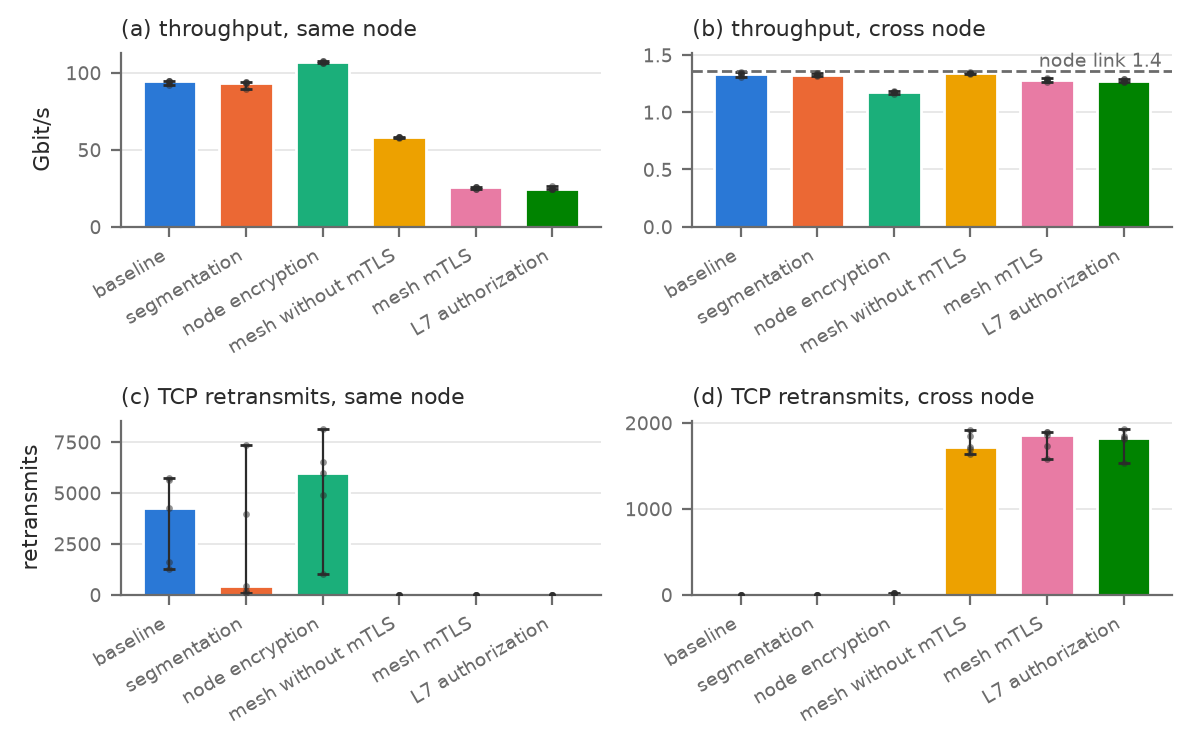 (a) throughput, same node
Gbit/s
100
50
0
baseline
segmentation
node encryption
mesh without mTLS
mesh mTLS
L7 authorization
(b) throughput, cross node
node link 1.4
1.5
1.0
0.5
0.0
baseline
segmentation
node encryption
mesh without mTLS
mesh mTLS
L7 authorization
(c) TCP retransmits, same node
retransmits
7500
5000
2500
0
baseline
segmentation
node encryption
mesh without mTLS
mesh mTLS
L7 authorization
(d) TCP retransmits, cross node
2000
1000
0
baseline
segmentation
node encryption
mesh without mTLS
mesh mTLS
L7 authorization